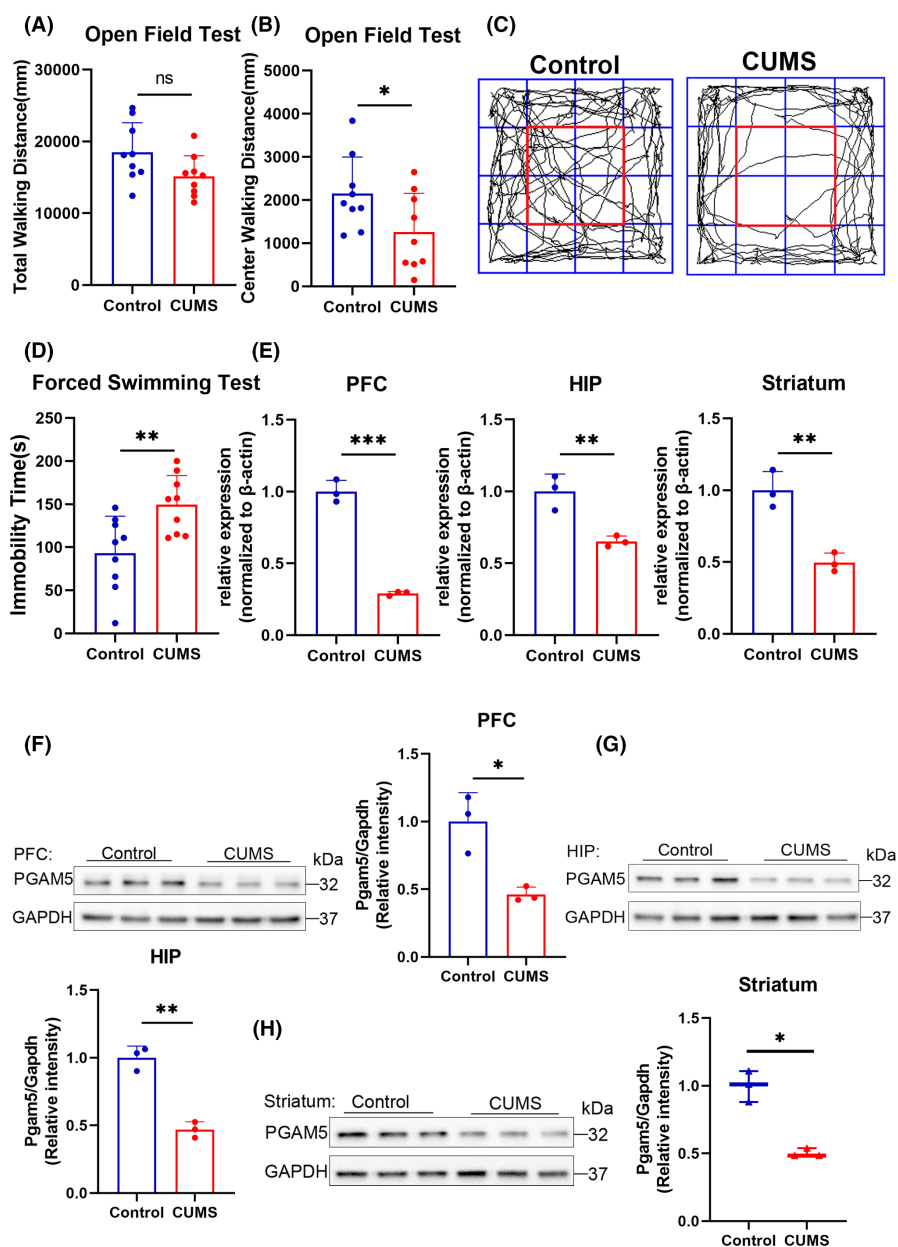 (A)
Open Field Test
Total Walking Distance(mm)
30000
20000
10000
0
ns
Control CUMS
(B)
Open Field Test
Center Walking Distance(mm)
5000
4000
3000
2000
1000
0
*
Control CUMS
(C)
Control
CUMS
(D)
Forced Swimming Test
Immobility Time(s)
250
200
150
100
50
0
**
Control CUMS
(E)
PFC
relative expression
(normalized to β-actin)
1.5
1.0
0.5
0.0
***
Control CUMS
HIP
relative expression
(normalized to β-actin)
1.5
1.0
0.5
0.0
**
Control CUMS
Striatum
relative expression
(normalized to β-actin)
1.5
1.0
0.5
0.0
**
Control CUMS
(F)
PFC:
Control
CUMS
kDa
PGAM5
32
GAPDH
37
PFC
Pgam5/Gapdh
(Relative intensity)
1.5
1.0
0.5
0.0
*
Control CUMS
(G)
HIP:
Control
CUMS
kDa
PGAM5
32
GAPDH
37
HIP
Pgam5/Gapdh
(Relative intensity)
1.5
1.0
0.5
0.0
**
Control CUMS
(H)
Striatum:
Control
CUMS
kDa
PGAM5
32
GAPDH
37
Striatum
Pgam5/Gapdh
(Relative intensity)
1.5
1.0
0.5
0.0
*
Control CUMS